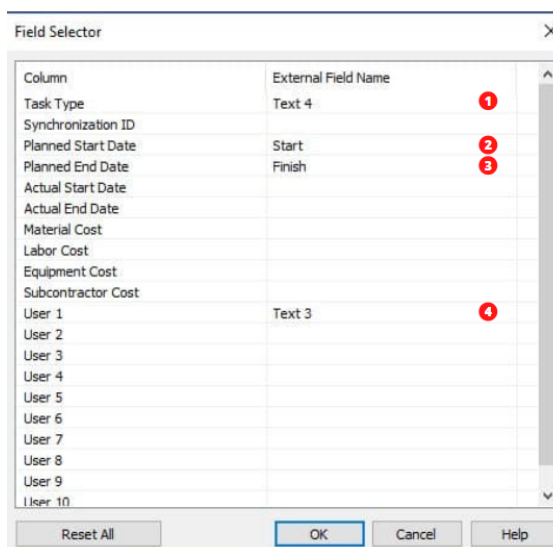 Field Selector
Column External Field Name
Task Type Text 4 1
Synchronization ID
Planned Start Date Start 2
Planned End Date Finish 3
Actual Start Date
Actual End Date
Material Cost
Labor Cost
Equipment Cost
Subcontractor Cost
User 1 Text 3 4
User 2
User 3
User 4
User 5
User 6
User 7
User 8
User 9
User 10
Reset All OK Cancel Help